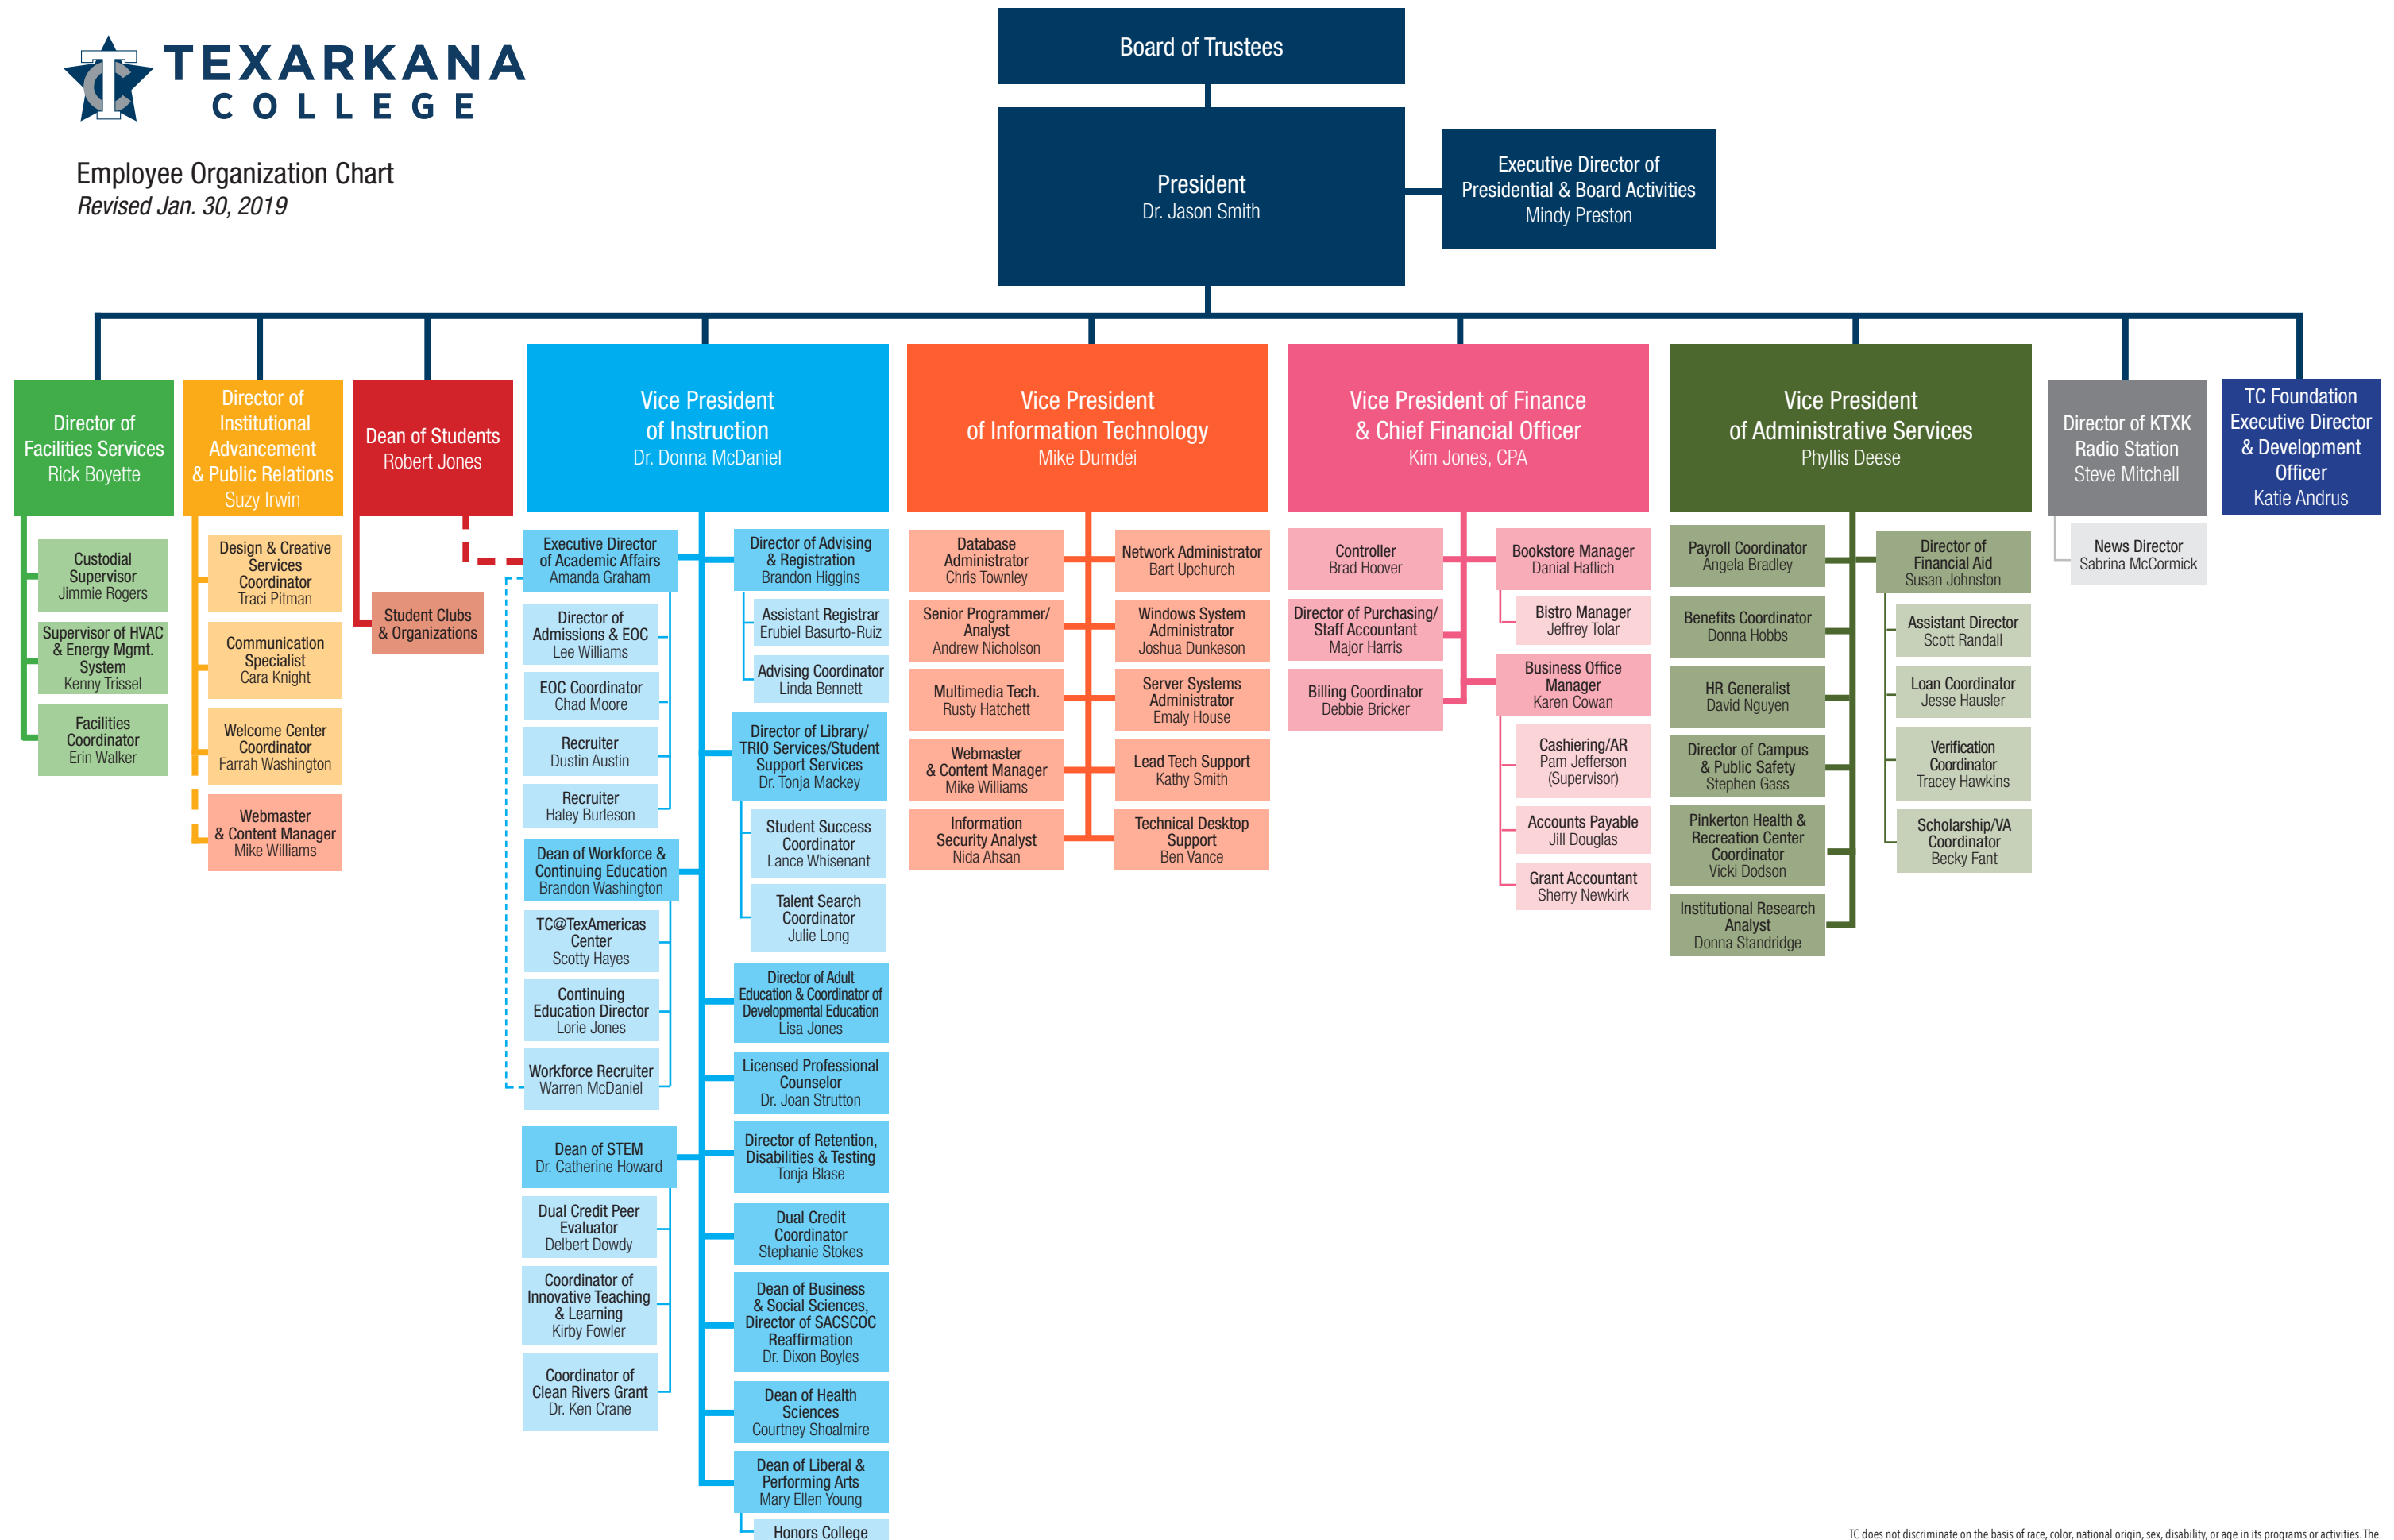 TEXARKANA
COLLEGE
Employee Organization Chart
Revised Jan. 30, 2019
Board of Trustees
President
Dr. Jason Smith
Executive Director of
Presidential & Board Activities
Mindy Preston
Director of
Facilities Services
Rick Boyette
Custodial
Supervisor
Jimmie Rogers
Supervisor of HVAC
& Energy Mgmt.
System
Kenny Trissel
Facilities
Coordinator
Erin Walker
Director of
Institutional
Advancement
& Public Relations
Suzy Irwin
Design & Creative
Services
Coordinator
Traci Pitman
Communication
Specialist
Cara Knight
Welcome Center
Coordinator
Farrah Washington
Webmaster
& Content Manager
Mike Williams
Dean of Students
Robert Jones
Student Clubs
& Organizations
Vice President
of Instruction
Dr. Donna McDaniel
Executive Director
of Academic Affairs
Amanda Graham
Director of
Admissions & EOC
Lee Williams
EOC Coordinator
Chad Moore
Recruiter
Dustin Austin
Recruiter
Haley Burleson
Dean of Workforce &
Continuing Education
Brandon Washington
TC@TexAmericas
Center
Scotty Hayes
Continuing
Education Director
Lorie Jones
Workforce Recruiter
Warren McDaniel
Dean of STEM
Dr. Catherine Howard
Dual Credit Peer
Evaluator
Delbert Dowdy
Coordinator of
Innovative Teaching
& Learning
Kirby Fowler
Coordinator of
Clean Rivers Grant
Dr. Ken Crane
Director of Advising
& Registration
Brandon Higgins
Assistant Registrar
Erubiel Basurto-Ruiz
Advising Coordinator
Linda Bennett
Director of Library/
TRIO Services/Student
Support Services
Dr. Tonja Mackey
Student Success
Coordinator
Lance Whisenant
Talent Search
Coordinator
Julie Long
Director of Adult
Education & Coordinator of
Developmental Education
Lisa Jones
Licensed Professional
Counselor
Dr. Joan Strutton
Director of Retention,
Disabilities & Testing
Tonja Blase
Dual Credit
Coordinator
Stephanie Stokes
Dean of Business
& Social Sciences,
Director of SACSCOC
Reaffirmation
Dr. Dixon Boyles
Dean of Health
Sciences
Courtney Shoalmire
Dean of Liberal &
Performing Arts
Mary Ellen Young
Honors College
Vice President
of Information Technology
Mike Dumdei
Database
Administrator
Chris Townley
Senior Programmer/
Analyst
Andrew Nicholson
Multimedia Tech.
Rusty Hatchett
Webmaster
& Content Manager
Mike Williams
Information
Security Analyst
Nida Ahsan
Network Administrator
Bart Upchurch
Windows System
Administrator
Joshua Dunkeson
Server Systems
Administrator
Emaly House
Lead Tech Support
Kathy Smith
Technical Desktop
Support
Ben Vance
Vice President of Finance
& Chief Financial Officer
Kim Jones, CPA
Controller
Brad Hoover
Director of Purchasing/
Staff Accountant
Major Harris
Billing Coordinator
Debbie Bricker
Bookstore Manager
Danial Haflich
Bistro Manager
Jeffrey Tolar
Business Office
Manager
Karen Cowan
Cashiering/AR
Pam Jefferson
(Supervisor)
Accounts Payable
Jill Douglas
Grant Accountant
Sherry Newkirk
Vice President
of Administrative Services
Phyllis Deese
Payroll Coordinator
Angela Bradley
Benefits Coordinator
Donna Hobbs
HR Generalist
David Nguyen
Director of Campus
& Public Safety
Stephen Gass
Pinkerton Health &
Recreation Center
Coordinator
Vicki Dodson
Institutional Research
Analyst
Donna Standridge
Director of
Financial Aid
Susan Johnston
Assistant Director
Scott Randall
Loan Coordinator
Jesse Hausler
Verification
Coordinator
Tracey Hawkins
Scholarship/VA
Coordinator
Becky Fant
Director of KTXK
Radio Station
Steve Mitchell
News Director
Sabrina McCormick
TC Foundation
Executive Director
& Development
Officer
Katie Andrus
TC does not discriminate on the basis of race, color, national origin, sex, disability, or age in its programs or activities. The